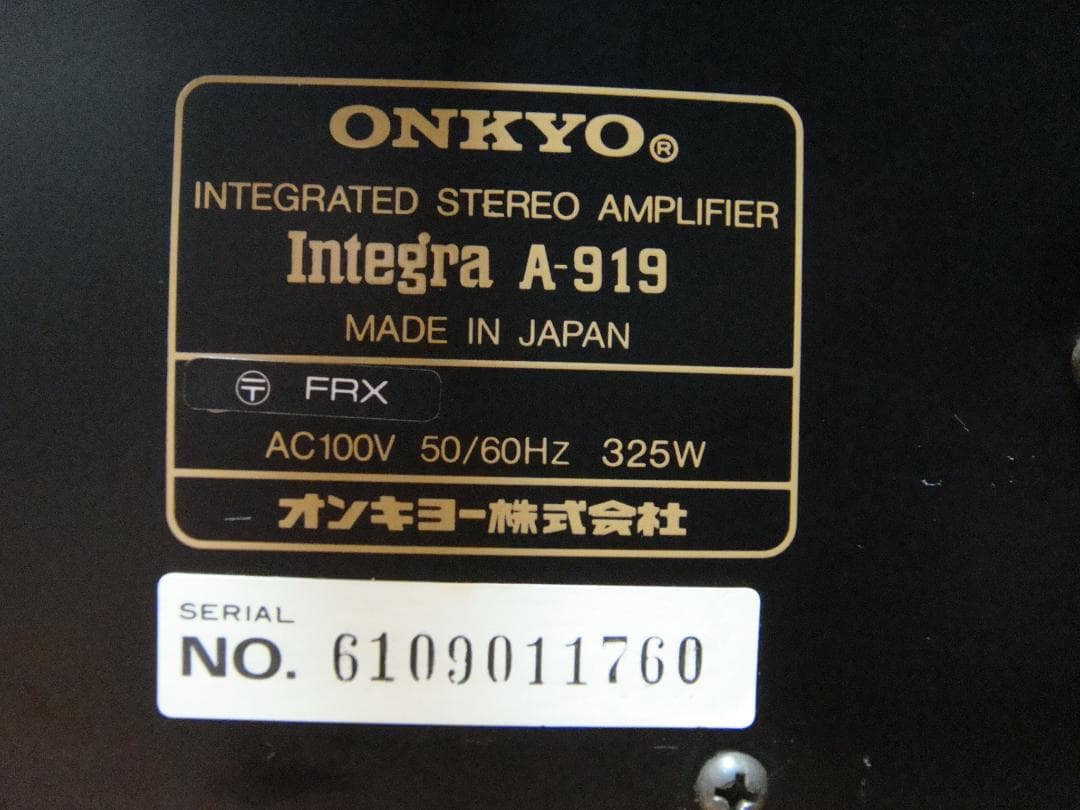 ONKYO®
INTEGRATED STEREO AMPLIFIER
Integra A-919
MADE IN JAPAN
〶 FRX
AC100V 50/60Hz 325W
オンキヨー株式会社
SERIAL
NO. 6109011760